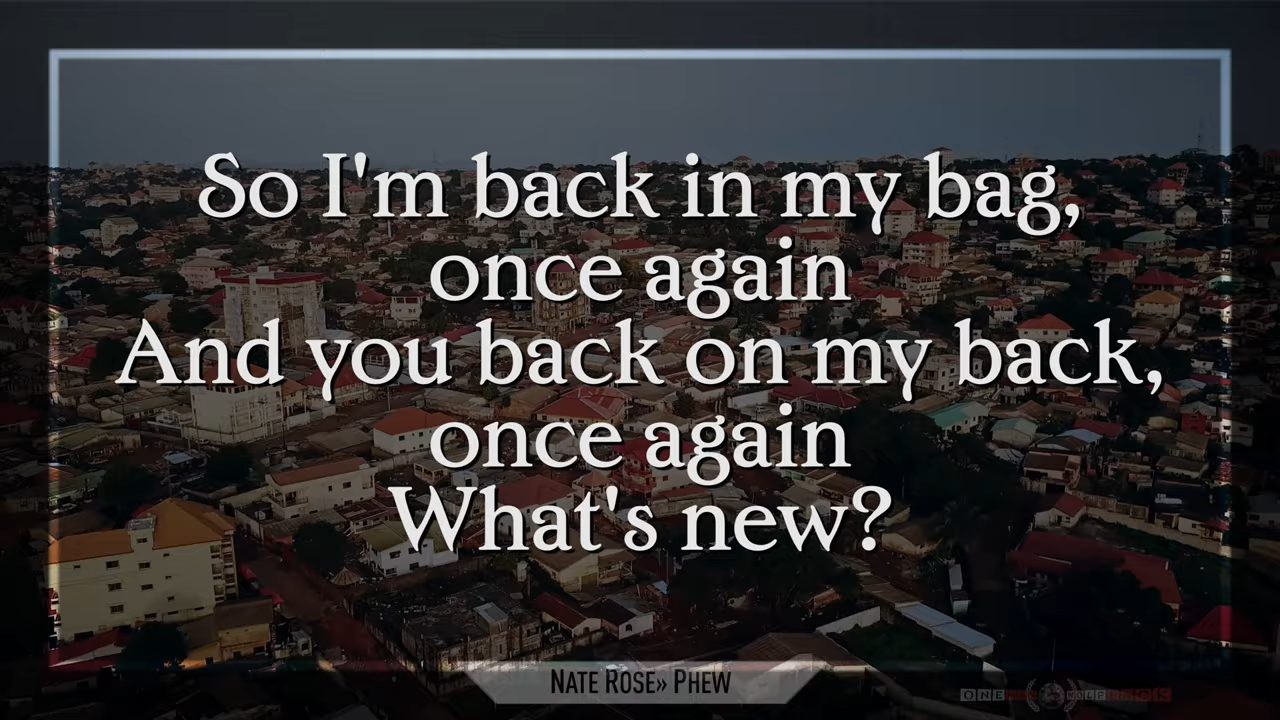 So I'm back in my bag,
once again
And you back on my back,
once again
What's new?
NATE ROSE» PHEW